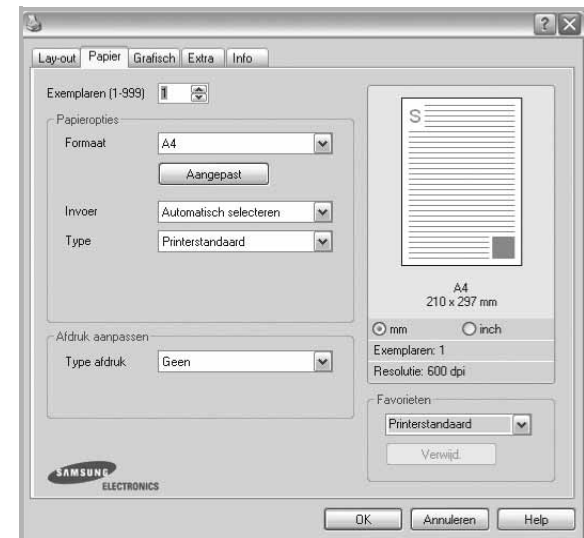 Lay-out Papier Grafisch Extra Info
Exemplaren (1-999) 1
Papieropties
Formaat A4
Aangepast
Invoer Automatisch selecteren
Type Printerstandaard
Afdruk aanpassen
Type afdruk Geen
SAMSUNG
ELECTRONICS
S
A4
210 x 297 mm
mm inch
Exemplaren: 1
Resolutie: 600 dpi
Favorieten
Printerstandaard
Verwijd.
OK Annuleren Help